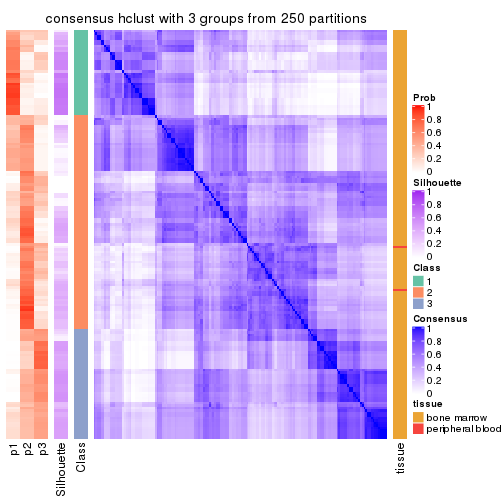 consensus hclust with 3 groups from 250 partitions
Prob
1
0.8
0.6
0.4
0.2
0
Silhouette
1
0.8
0.6
0.4
0.2
0
Class
1
2
3
Consensus
1
0.8
0.6
0.4
0.2
0
tissue
bone marrow
peripheral blood
p1
p2
p3
Silhouette
Class
tissue